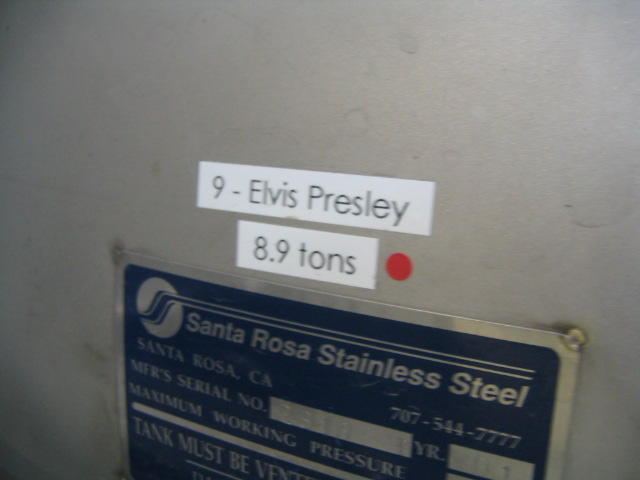 9 - Elvis Presley
8.9 tons
Santa Rosa Stainless Steel
SANTA ROSA, CA
707-544-7777
MFR'S SERIAL NO.
YR.
MAXIMUM WORKING PRESSURE
TANK MUST BE